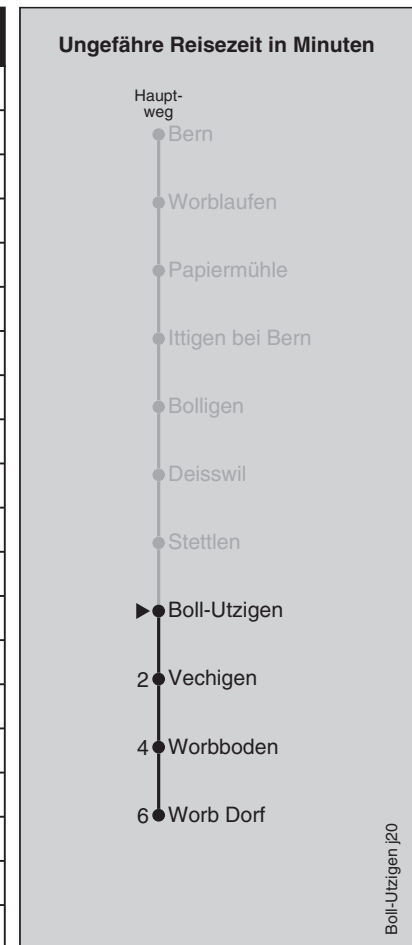 Ungefähre Reisezeit in Minuten
Haupt-
weg
Bern
Worblaufen
Papiermühle
Ittigen bei Bern
Bolligen
Deisswil
Stettlen
Boll-Utzigen
2 Vechigen
4 Worbboden
6 Worb Dorf
Boll-Utzigen j20